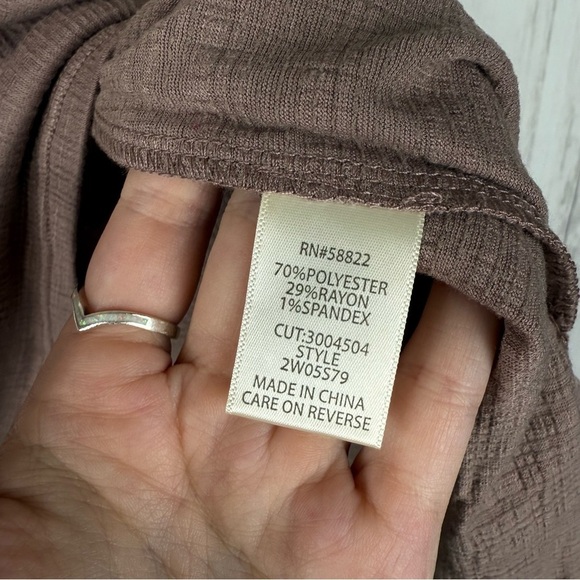 RN#58822
70%POLYESTER
29%RAYON
1%SPANDEX
CUT:3004504
STYLE
2W05S79
MADE IN CHINA
CARE ON REVERSE